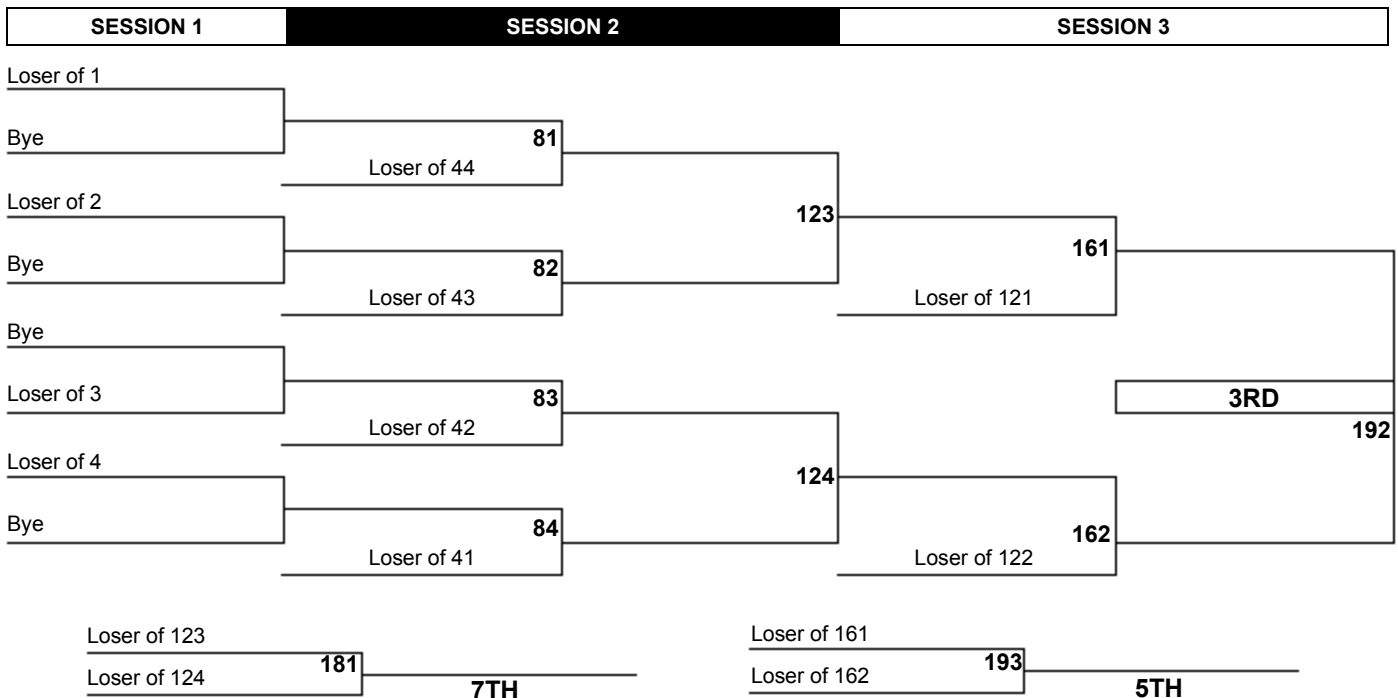 SESSION 1 SESSION 2 SESSION 3
Loser of 1
Bye
81
Loser of 44
Loser of 2
123
Bye
161
82
Loser of 43
Loser of 121
Bye
Loser of 3
83
3RD
Loser of 42
192
Loser of 4
124
Bye
84
162
Loser of 41
Loser of 122
Loser of 123
181
Loser of 124
7TH
Loser of 161
193
Loser of 162
5TH